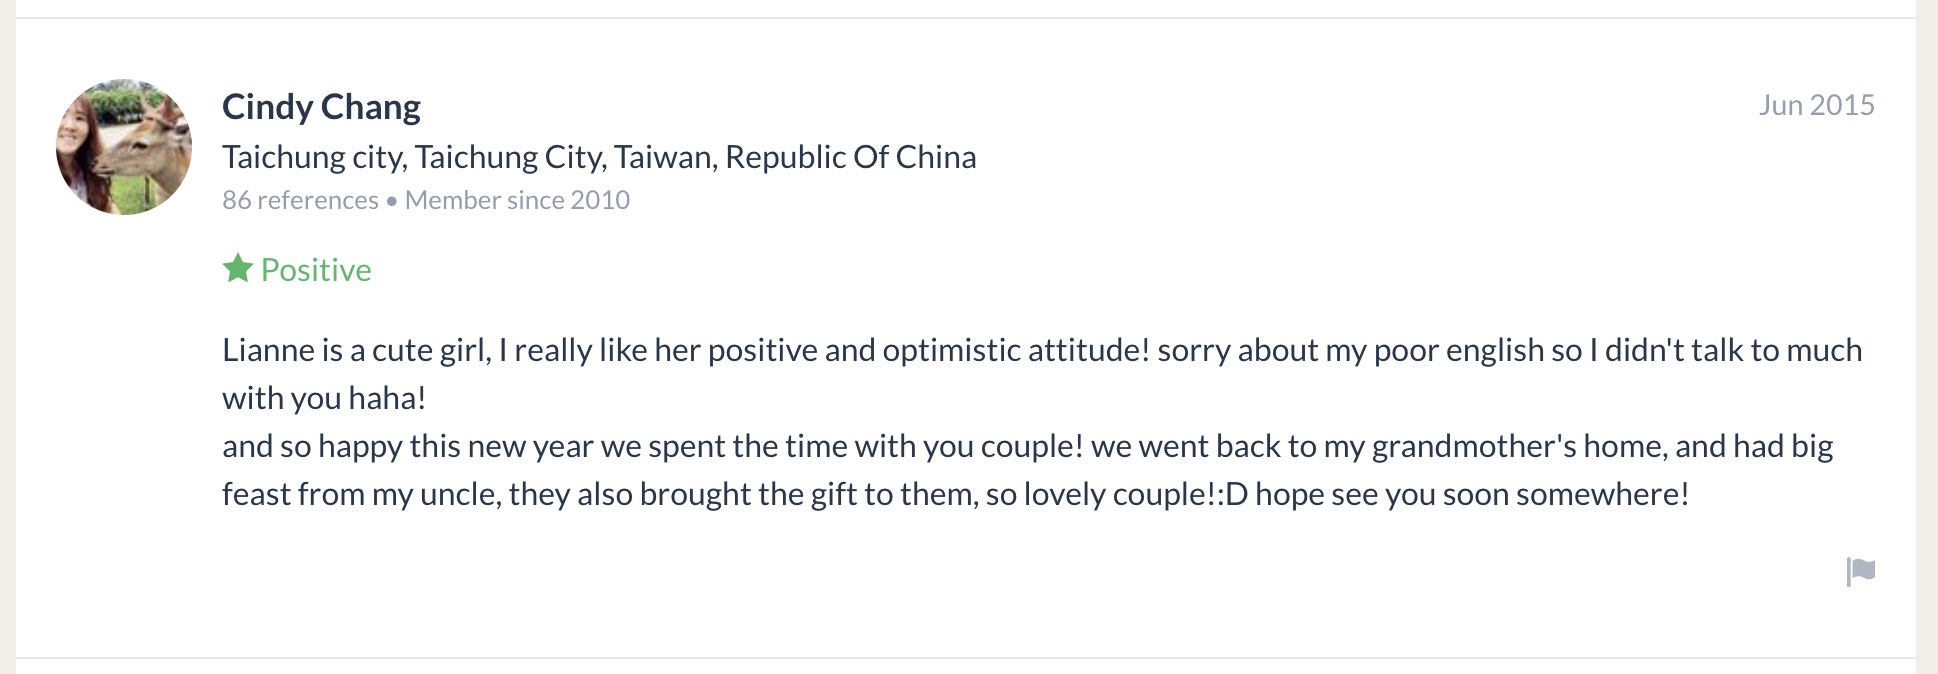 Cindy Chang
Jun 2015
Taichung city, Taichung City, Taiwan, Republic Of China
86 references • Member since 2010
Positive
Lianne is a cute girl, I really like her positive and optimistic attitude! sorry about my poor english so I didn't talk to much
with you haha!
and so happy this new year we spent the time with you couple! we went back to my grandmother's home, and had big
feast from my uncle, they also brought the gift to them, so lovely couple!:D hope see you soon somewhere!